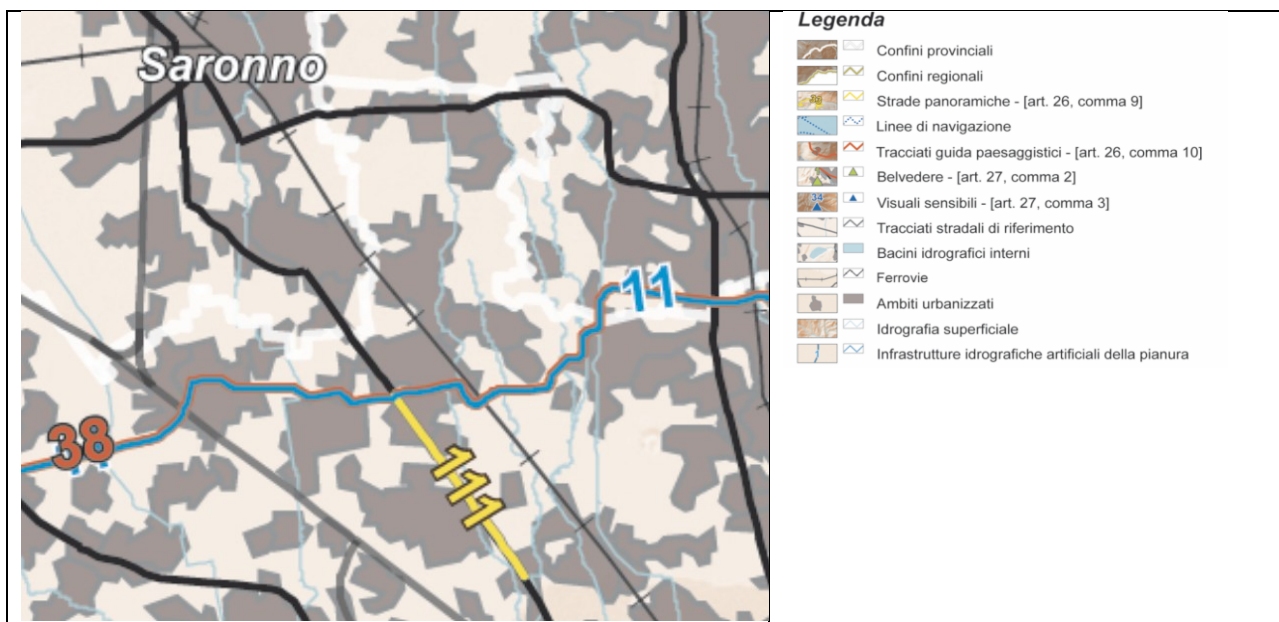 Saronno
11
38
111
Legenda
Confini provinciali
Confini regionali
Strade panoramiche - [art. 26, comma 9]
Linee di navigazione
Tracciati guida paesaggistici - [art. 26, comma 10]
Belvedere - [art. 27, comma 2]
34
Visuali sensibili - [art. 27, comma 3]
Tracciati stradali di riferimento
Bacini idrografici interni
Ferrovie
Ambiti urbanizzati
Idrografia superficiale
Infrastrutture idrografiche artificiali della pianura